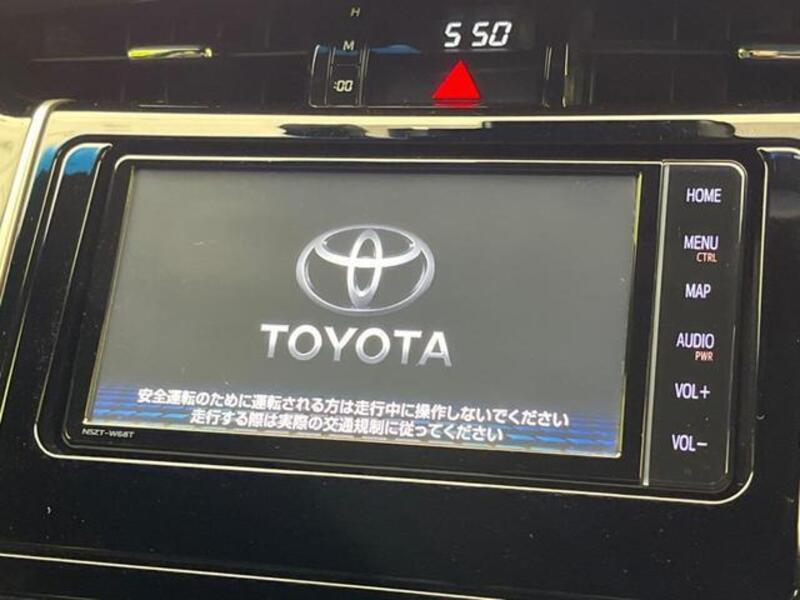 H
5 50
M
:00
HOME
MENU
CTRL
MAP
AUDIO
PWR
VOL+
VOL-
TOYOTA
安全運転のために運転される方は走行中に操作しないでください
走行する際は実際の交通規制に従ってください
NSZT-W68T